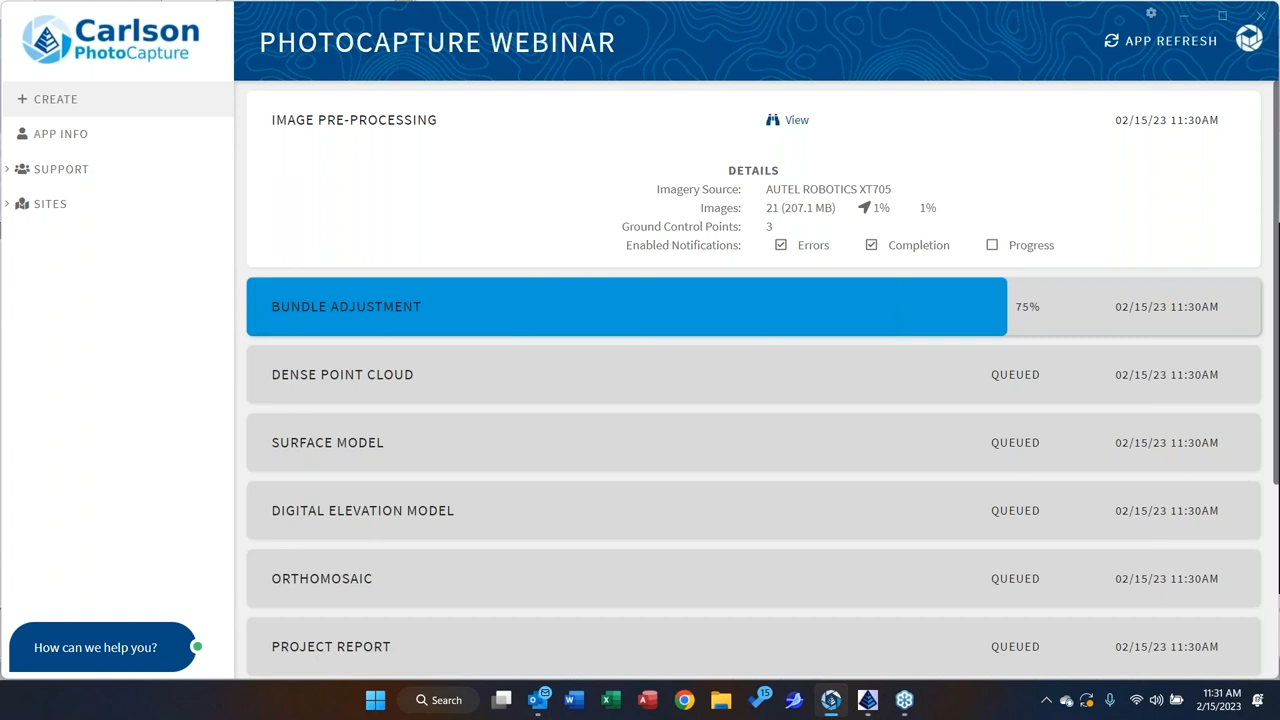 Carlson
PhotoCapture
PHOTOCAPTURE WEBINAR
APP REFRESH
CREATE
APP INFO
SUPPORT
SITES
IMAGE PRE-PROCESSING
View
02/15/23 11:30AM
DETAILS
Imagery Source: AUTEL ROBOTICS XT705
Images: 21 (207.1 MB) 1% 1%
Ground Control Points: 3
Enabled Notifications: Errors Completion Progress
BUNDLE ADJUSTMENT 75% 02/15/23 11:30AM
DENSE POINT CLOUD QUEUED 02/15/23 11:30AM
SURFACE MODEL QUEUED 02/15/23 11:30AM
DIGITAL ELEVATION MODEL QUEUED 02/15/23 11:30AM
ORTHOMOSAIC QUEUED 02/15/23 11:30AM
PROJECT REPORT QUEUED 02/15/23 11:30AM
How can we help you?
Search
15
11:31 AM
2/15/2023